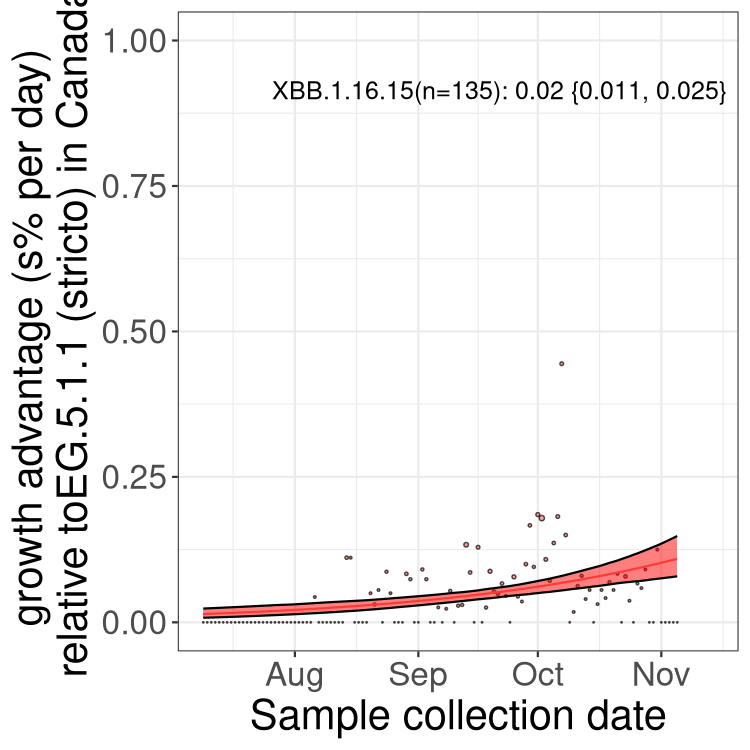 growth advantage (s% per day)
relative toEG.5.1.1 (stricto) in Canada
1.00
0.75
0.50
0.25
0.00
XBB.1.16.15(n=135): 0.02 {0.011, 0.025}
Aug Sep Oct Nov
Sample collection date